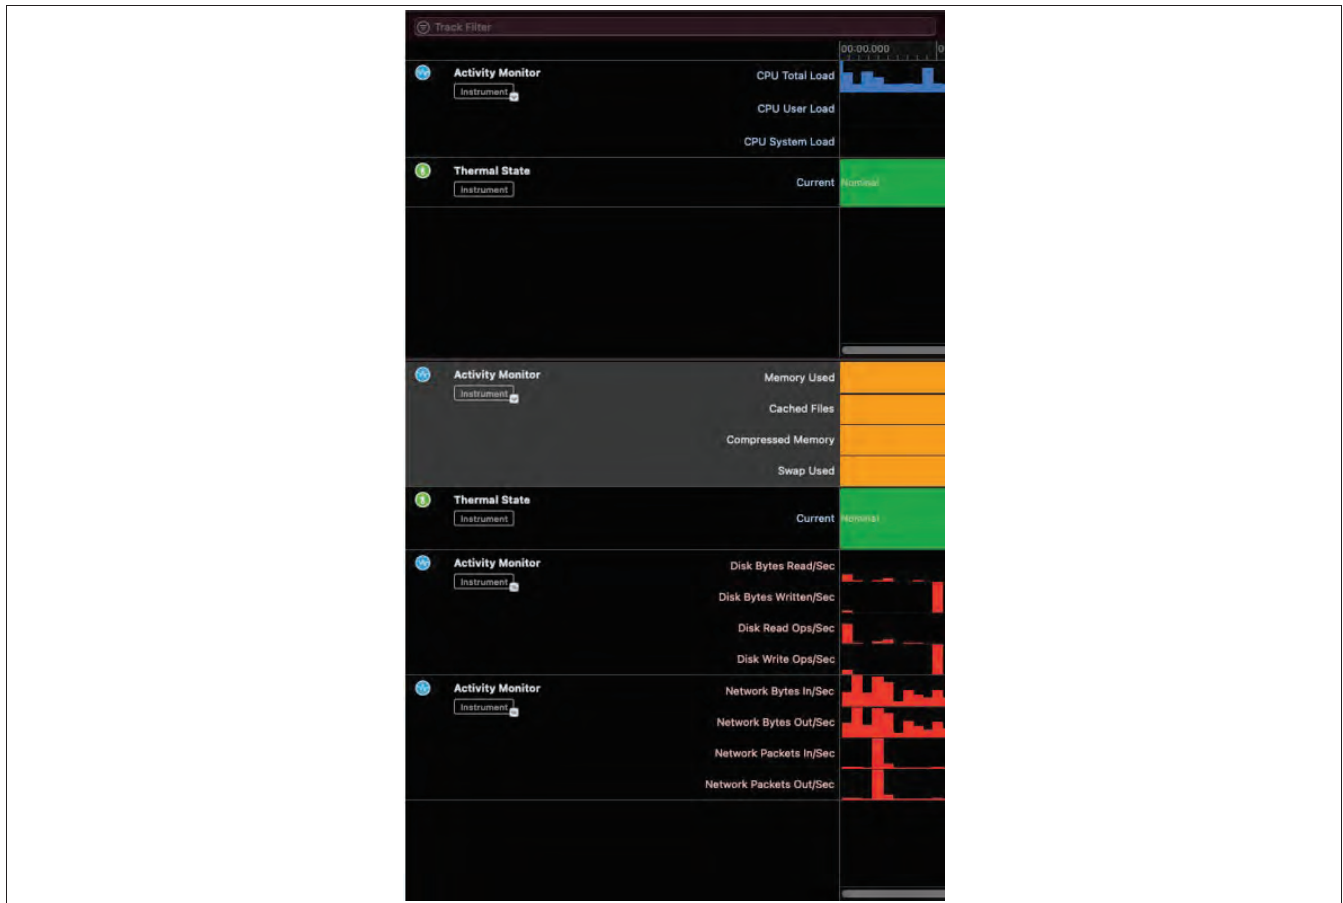 Track Filter
00:00.000
Activity Monitor
Instrument
CPU Total Load
CPU User Load
CPU System Load
Thermal State
Instrument
Current
Nominal
Activity Monitor
Instrument
Memory Used
Cached Files
Compressed Memory
Swap Used
Thermal State
Instrument
Current
Nominal
Activity Monitor
Instrument
Disk Bytes Read/Sec
Disk Bytes Written/Sec
Disk Read Ops/Sec
Disk Write Ops/Sec
Activity Monitor
Instrument
Network Bytes In/Sec
Network Bytes Out/Sec
Network Packets In/Sec
Network Packets Out/Sec